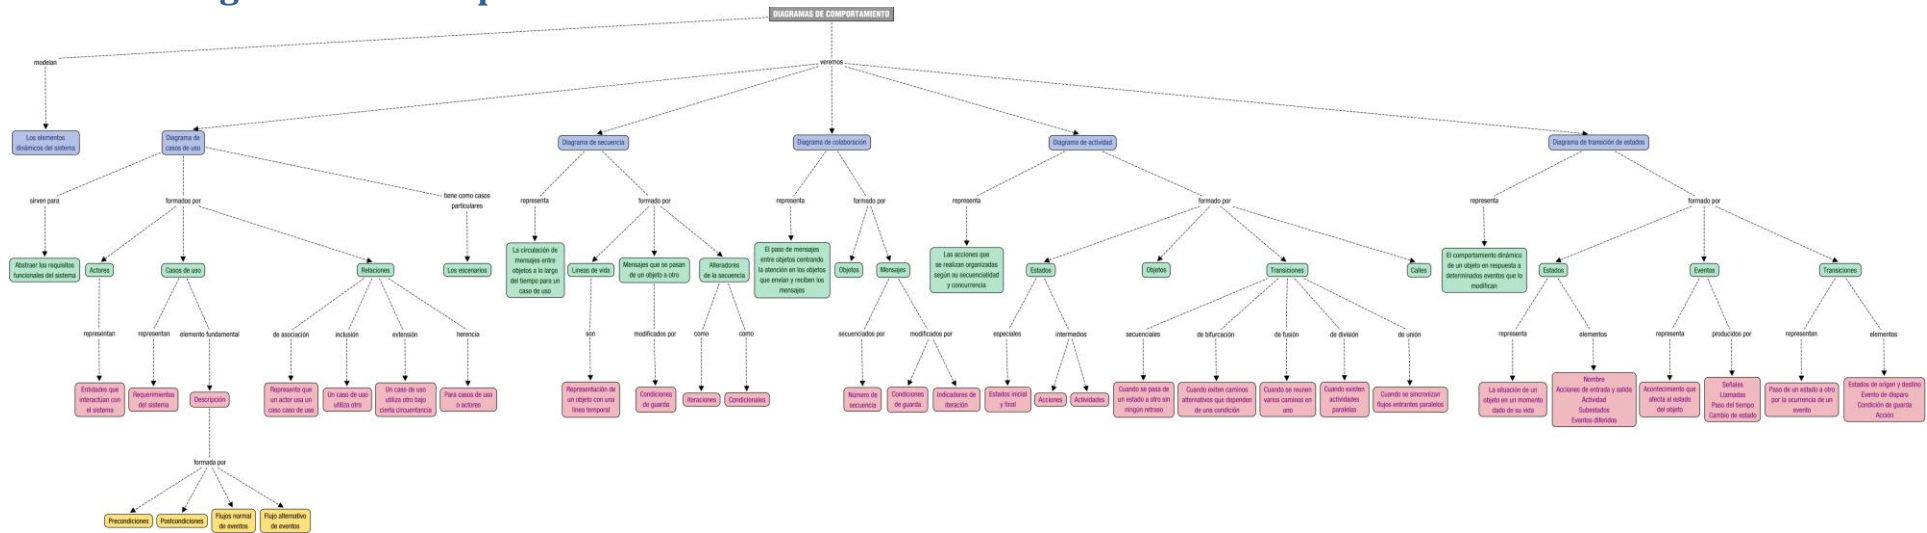 DIAGRAMAS DE COMPORTAMIENTO
modelan
veremos
Los elementos
dinámicos del sistema
Diagrama de
casos de uso
Diagrama de secuencia
Diagrama de colaboración
Diagrama de actividad
Diagrama de transición de estados
sirven para
formados por
tiene como casos
particulares
representa
formado por
representa
formado por
representa
formado por
representa
formado por
Abstraer los requisitos
funcionales del sistema
Actores
Casos de uso
Relaciones
Los escenarios
La circulación de
mensajes entre
objetos a lo largo
del tiempo para un
caso de uso
Líneas de vida
Mensajes que se pasan
de un objeto a otro
Alteradores
de la secuencia
El paso de mensajes
entre objetos centrando
la atención en los objetos
que envían y reciben los
mensajes
Objetos
Mensajes
Las acciones que
se realizan organizados
según su secuencialidad
y concurrencia
Estados
Objetos
Transiciones
Calles
El comportamiento dinámico
de un objeto en respuesta a
determinados eventos que lo
modifican
Estados
Eventos
Transiciones
representan
representan
elemento fundamental
de asociación
inclusión
extensión
herencia
son
modificados por
como
como
secuenciados por
modificados por
especiales
intermedios
secuenciales
de bifurcación
de fusión
de división
de unión
representa
elementos
representa
producidos por
representan
elementos
Entidades que
interactúan con
el sistema
Requerimientos
del sistema
Descripción
Representa que
un actor usa un
caso caso de uso
Un caso de uso
utiliza otro
Un caso de uso
utiliza otro bajo
cierta circuentancia
Para casos de uso
o actores
Representación de
un objeto con una
línea temporal
Condiciones
de guarda
Iteraciones
Condicionales
Número de
secuencia
Condiciones
de guarda
Indicadores de
iteración
Estados inicial
y final
Acciones
Actividades
Cuando se pasa de
un estado a otro sin
ningún retraso
Cuando exiten caminos
alternativos que dependen
de una condición
Cuando se reunen
varios caminos en
uno
Cuando existen
actividades
paralelas
Cuando se sincronizan
flujos entrantes paralelos
La situación de un
objeto en un momento
dado de su vida
Nombre
Acciones de entrada y salida
Actividad
Subestados
Eventos diferidos
Acontecimiento que
afecta al estado
del objeto
Señales
Llamadas
Paso del tiempo
Cambio de estado
Paso de un estado a otro
por la ocurrencia de un
evento
Estados de origen y destino
Evento de disparo
Condición de guarda
Acción
formada por
Precondiciones
Postcondiciones
Flujos normal
de eventos
Flujo alternativo
de eventos